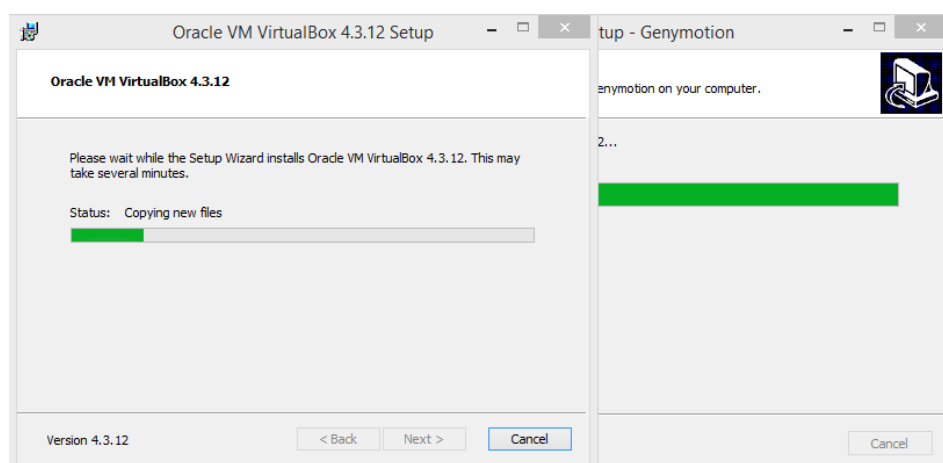 Oracle VM VirtualBox 4.3.12 Setup
Oracle VM VirtualBox 4.3.12
Please wait while the Setup Wizard installs Oracle VM VirtualBox 4.3.12. This may
take several minutes.
Status: Copying new files
Version 4.3.12
< Back
Next >
Cancel
tup - Genymotion
enymotion on your computer.
2...
Cancel